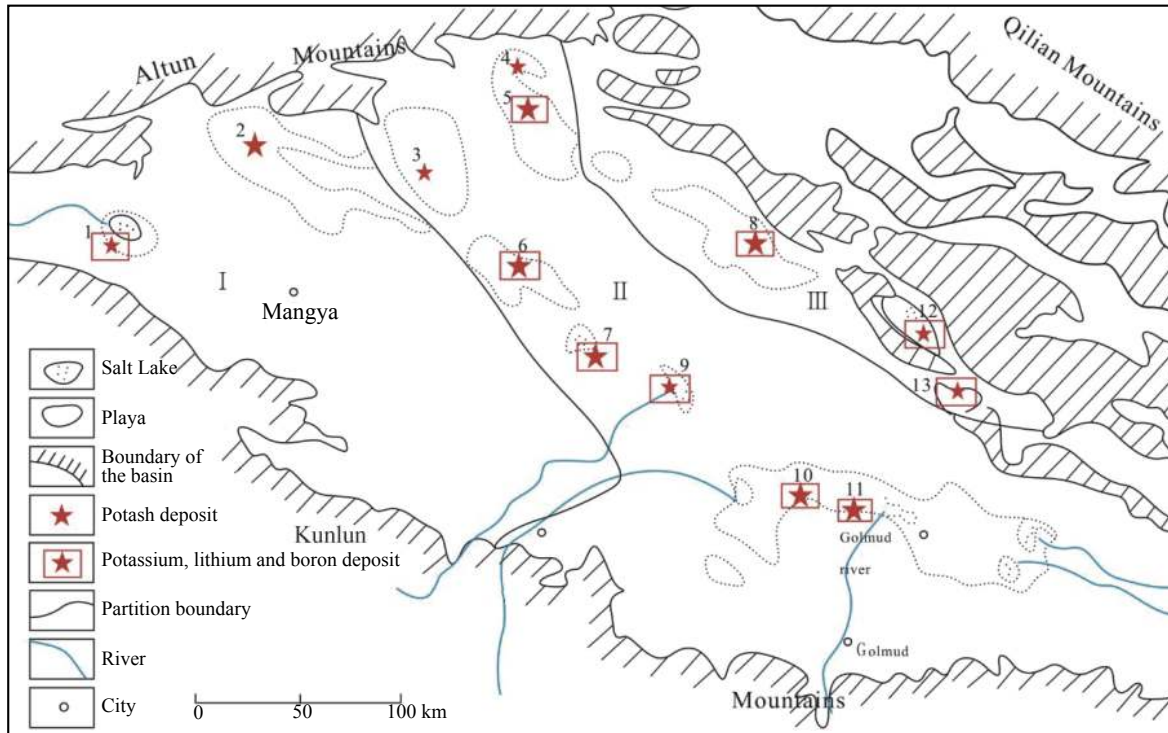 Altun
Mountains
Qilian Mountains
4
5
2
3
1
6
8
I
II
III
Mangya
7
12
9
13
10
11
Kunlun
Golmud
river
Golmud
Mountains
Salt Lake
Playa
Boundary of
the basin
Potash deposit
Potassium, lithium and boron deposit
Partition boundary
River
City
0 50 100 km